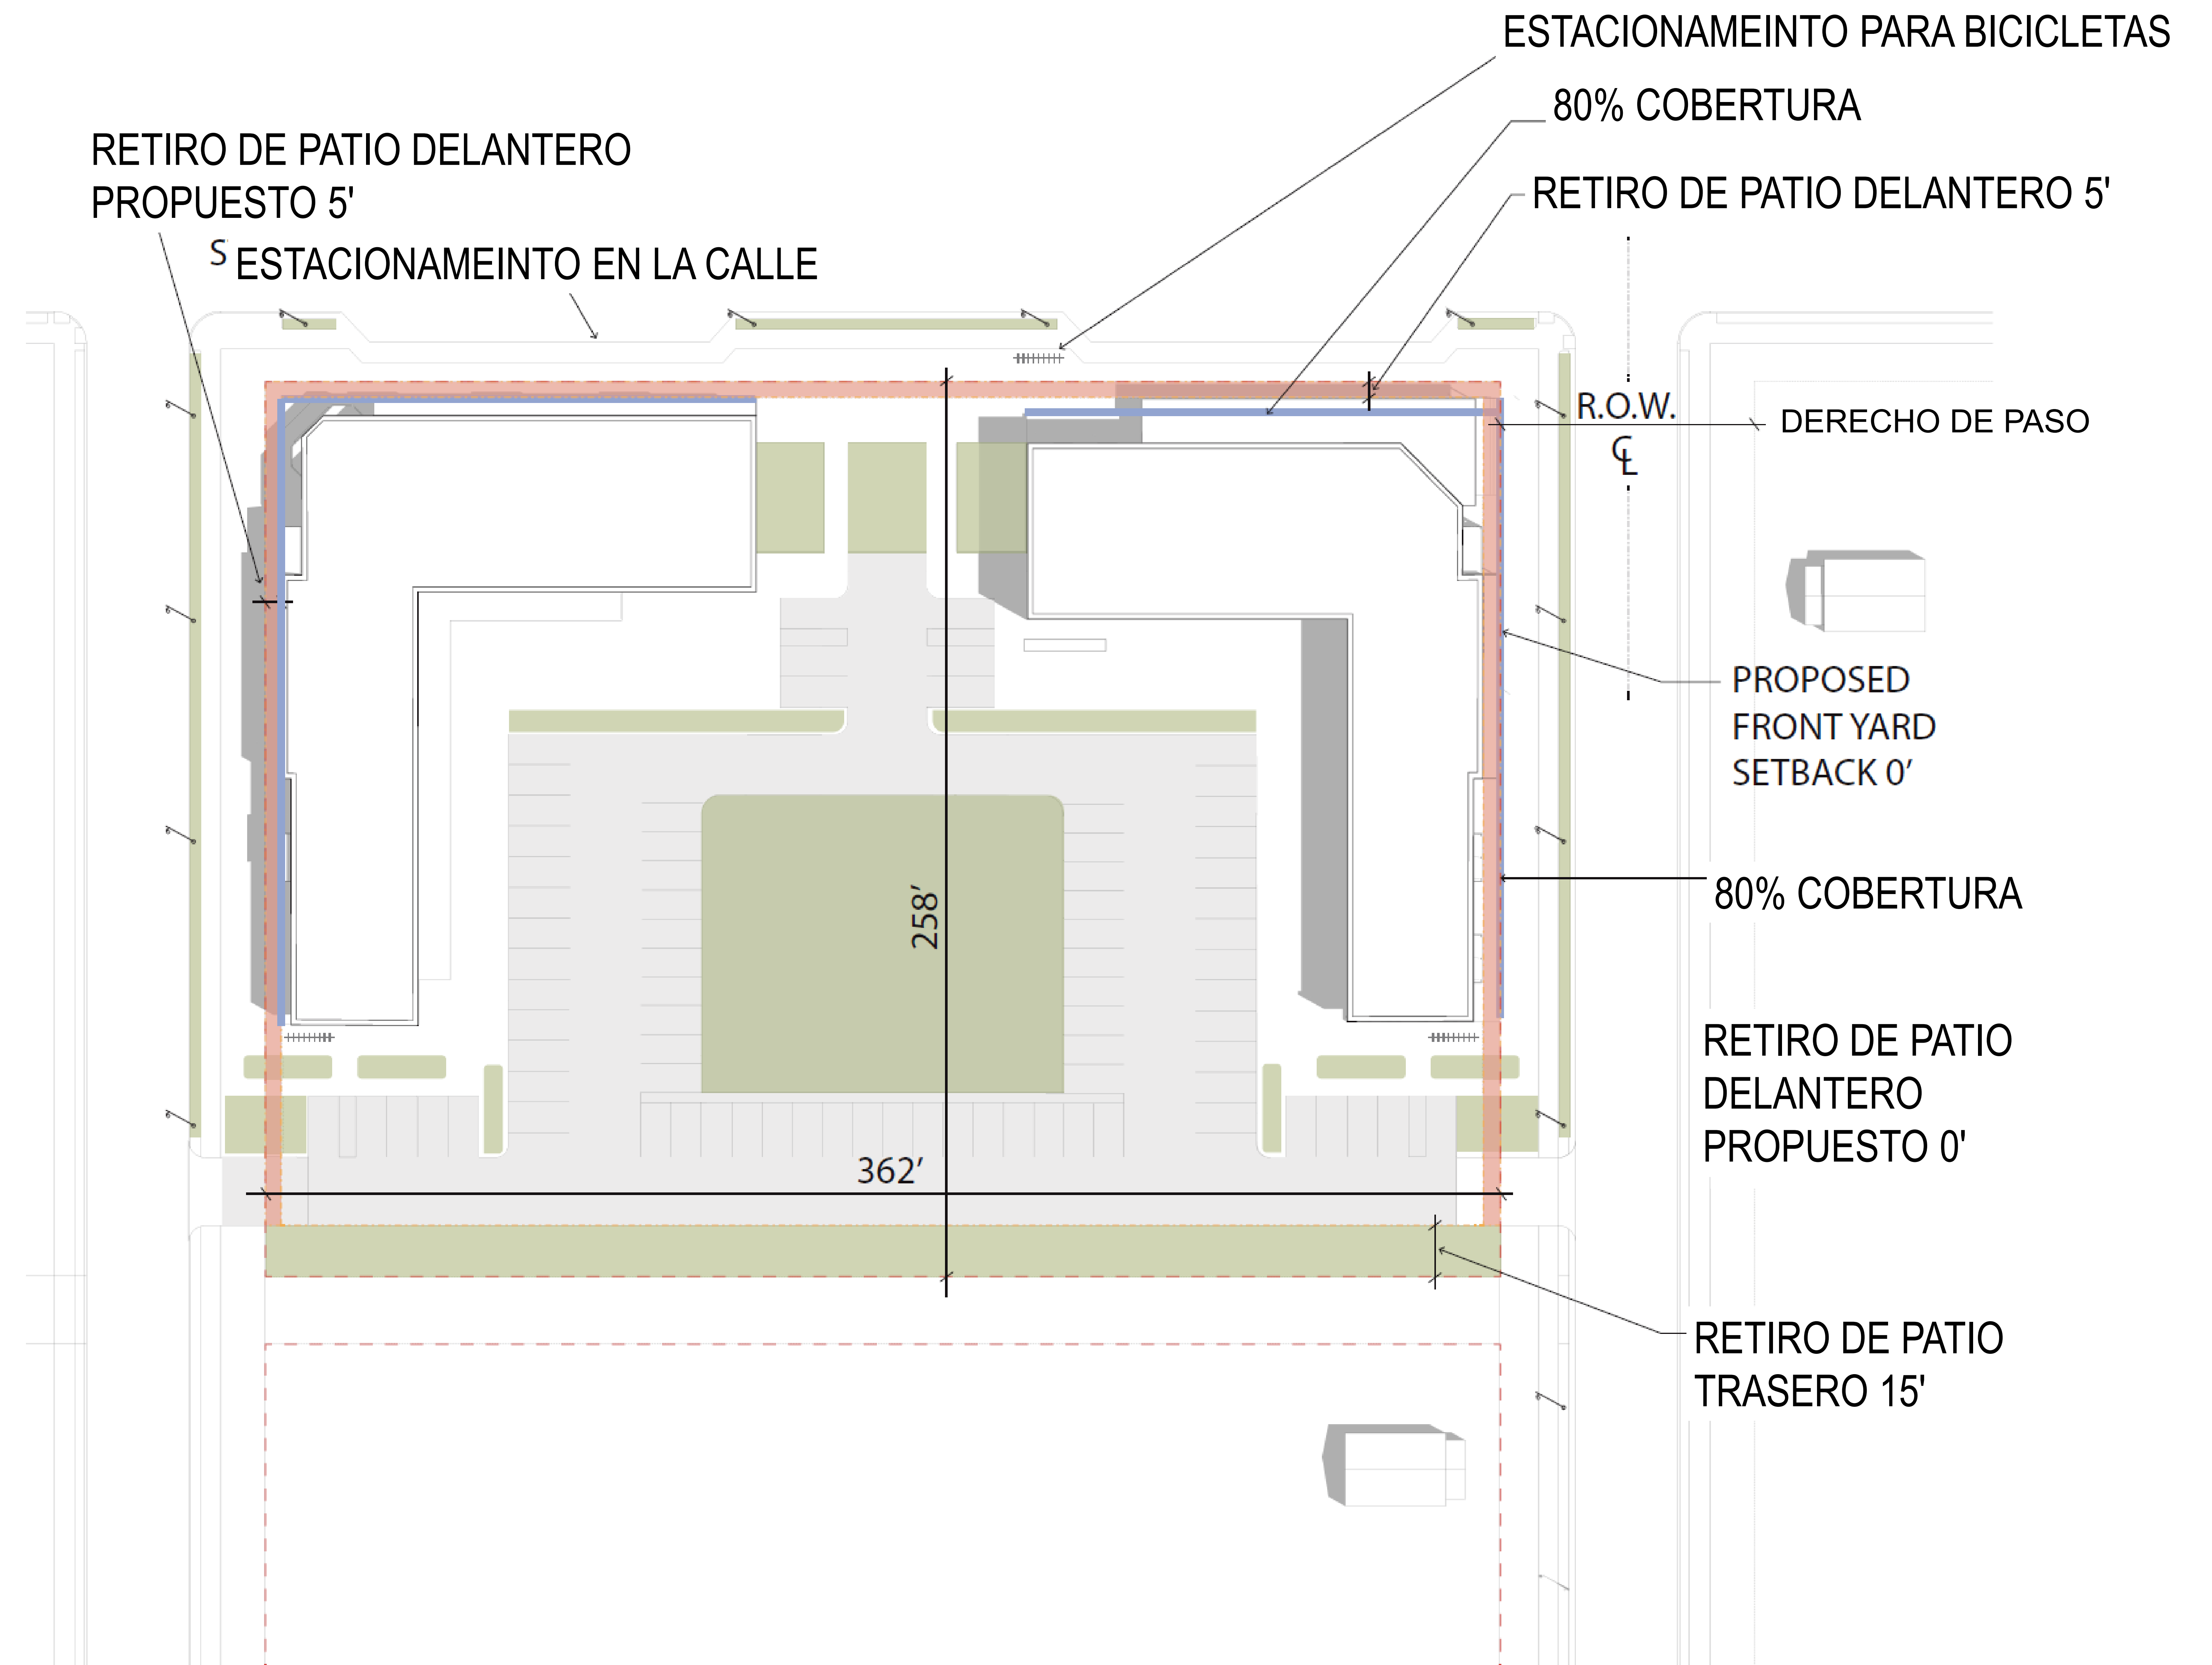 ESTACIONAMEINTO PARA BICICLETAS
80% COBERTURA
RETIRO DE PATIO DELANTERO
PROPUESTO 5'
RETIRO DE PATIO DELANTERO 5'
S
ESTACIONAMEINTO EN LA CALLE
R.O.W.
DERECHO DE PASO
℄
PROPOSED
FRONT YARD
SETBACK 0'
80% COBERTURA
258'
RETIRO DE PATIO
DELANTERO
PROPUESTO 0'
362'
RETIRO DE PATIO
TRASERO 15'